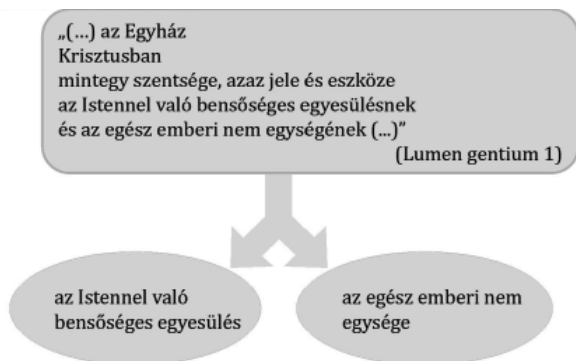 „(...) az Egyház
Krisztusban
mintegy szentsége, azaz jele és eszköze
az Istennel való bensőséges egyesülésnek
és az egész emberi nem egységének (...)”
(Lumen gentium 1)
az Istennel való
bensőséges egyesülés
az egész emberi nem
egysége